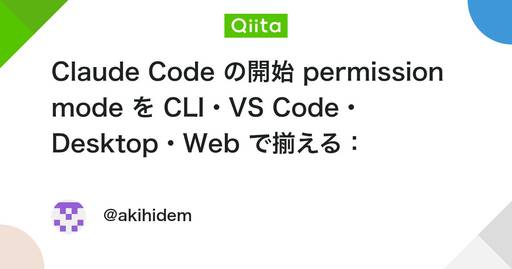 Qiita
Claude Code の開始 permission
mode を CLI・VS Code・
Desktop・Web で揃える：
@akihidem